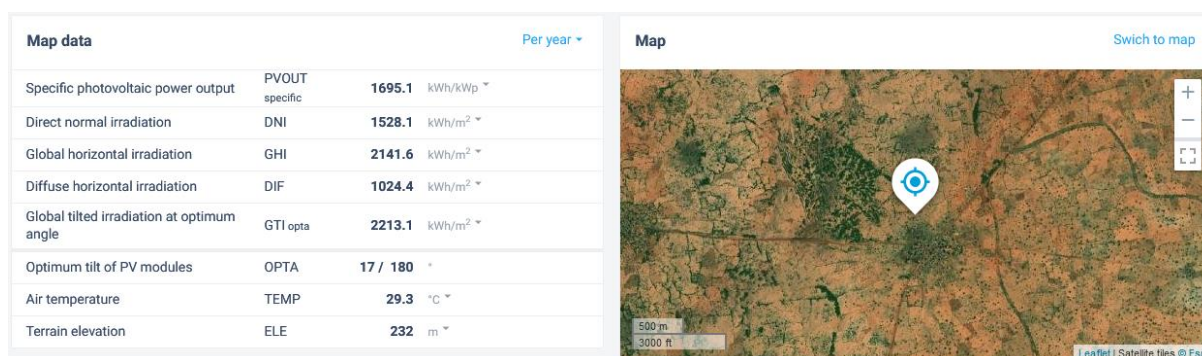 Map data Per year
Specific photovoltaic power output PVOUT specific 1695.1 kWh/kWp
Direct normal irradiation DNI 1528.1 kWh/m²
Global horizontal irradiation GHI 2141.6 kWh/m²
Diffuse horizontal irradiation DIF 1024.4 kWh/m²
Global tilted irradiation at optimum angle GTI opta 2213.1 kWh/m²
Optimum tilt of PV modules OPTA 17 / 180 °
Air temperature TEMP 29.3 °C
Terrain elevation ELE 232 m
Map Swich to map
500 m
3000 ft
Leaflet | Satellite tiles ©